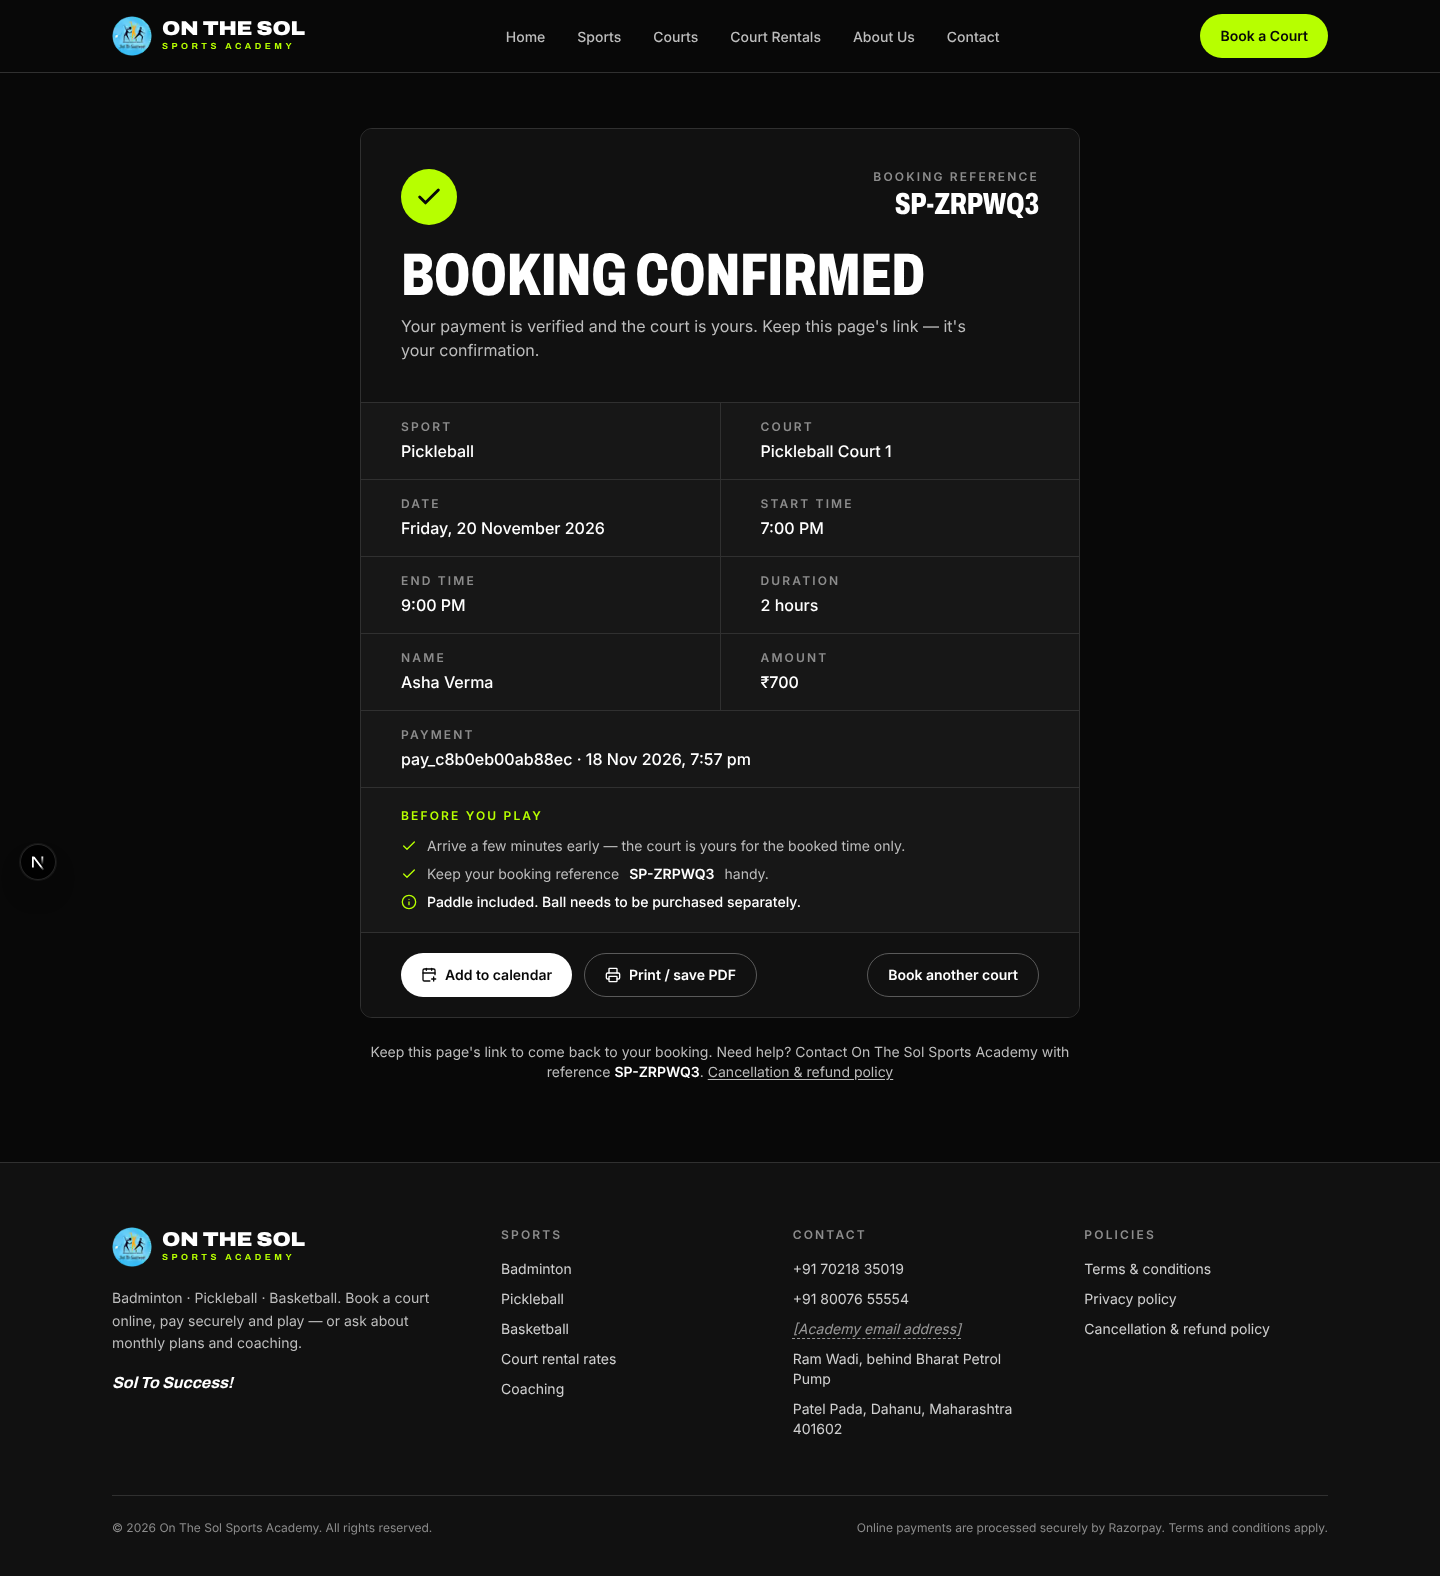 ON THE SOL
SPORTS ACADEMY
Home
Sports
Courts
Court Rentals
About Us
Contact
Book a Court
BOOKING REFERENCE
SP-ZRPWQ3
BOOKING CONFIRMED
Your payment is verified and the court is yours. Keep this page's link — it's
your confirmation.
SPORT
Pickleball
COURT
Pickleball Court 1
DATE
Friday, 20 November 2026
START TIME
7:00 PM
END TIME
9:00 PM
DURATION
2 hours
NAME
Asha Verma
AMOUNT
₹700
PAYMENT
pay_c8b0eb00ab88ec · 18 Nov 2026, 7:57 pm
BEFORE YOU PLAY
Arrive a few minutes early — the court is yours for the booked time only.
Keep your booking reference SP-ZRPWQ3 handy.
Paddle included. Ball needs to be purchased separately.
Add to calendar
Print / save PDF
Book another court
Keep this page's link to come back to your booking. Need help? Contact On The Sol Sports Academy with
reference SP-ZRPWQ3. Cancellation & refund policy
N
ON THE SOL
SPORTS ACADEMY
Badminton · Pickleball · Basketball. Book a court
online, pay securely and play — or ask about
monthly plans and coaching.
Sol To Success!
SPORTS
Badminton
Pickleball
Basketball
Court rental rates
Coaching
CONTACT
+91 70218 35019
+91 80076 55554
[Academy email address]
Ram Wadi, behind Bharat Petrol
Pump
Patel Pada, Dahanu, Maharashtra
401602
POLICIES
Terms & conditions
Privacy policy
Cancellation & refund policy
© 2026 On The Sol Sports Academy. All rights reserved.
Online payments are processed securely by Razorpay. Terms and conditions apply.